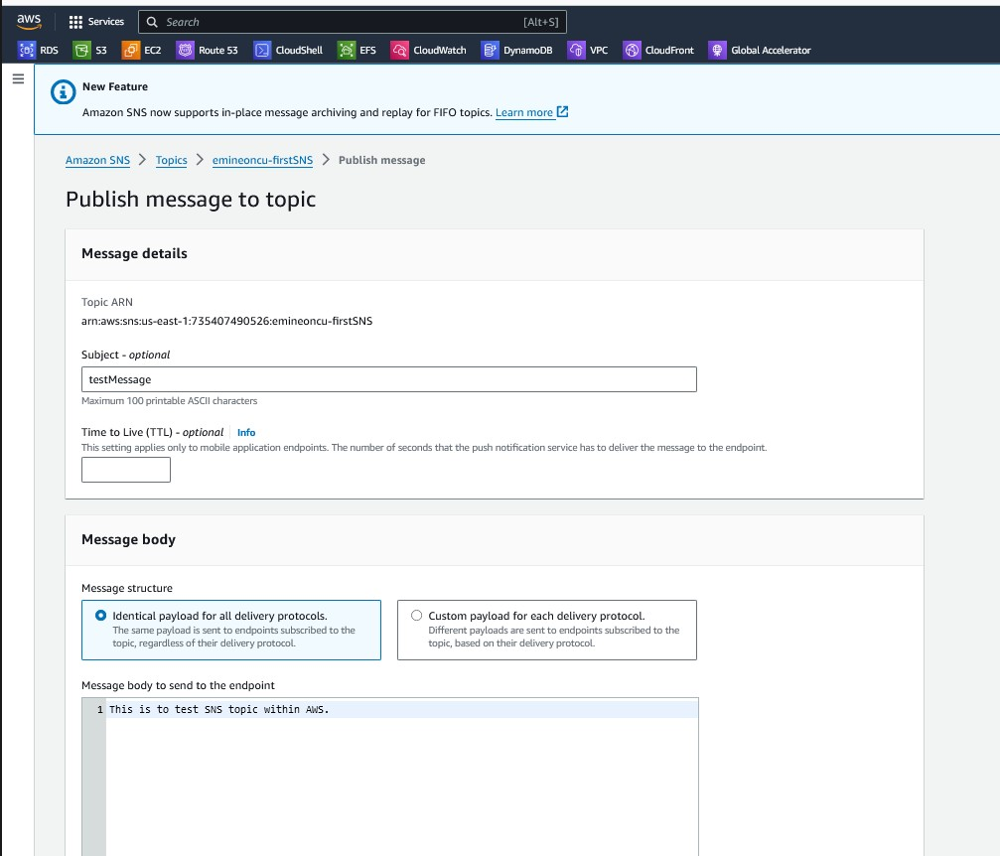 aws Services Search [Alt+S]
RDS S3 EC2 Route 53 CloudShell EFS CloudWatch DynamoDB VPC CloudFront Global Accelerator
New Feature
Amazon SNS now supports in-place message archiving and replay for FIFO topics. Learn more
Amazon SNS > Topics > emineoncu-firstSNS > Publish message
Publish message to topic
Message details
Topic ARN
arn:aws:sns:us-east-1:735407490526:emineoncu-firstSNS
Subject - optional
testMessage
Maximum 100 printable ASCII characters
Time to Live (TTL) - optional Info
This setting applies only to mobile application endpoints. The number of seconds that the push notification service has to deliver the message to the endpoint.
Message body
Message structure
Identical payload for all delivery protocols.
The same payload is sent to endpoints subscribed to the
topic, regardless of their delivery protocol.
Custom payload for each delivery protocol.
Different payloads are sent to endpoints subscribed to the
topic, based on their delivery protocol.
Message body to send to the endpoint
1 This is to test SNS topic within AWS.